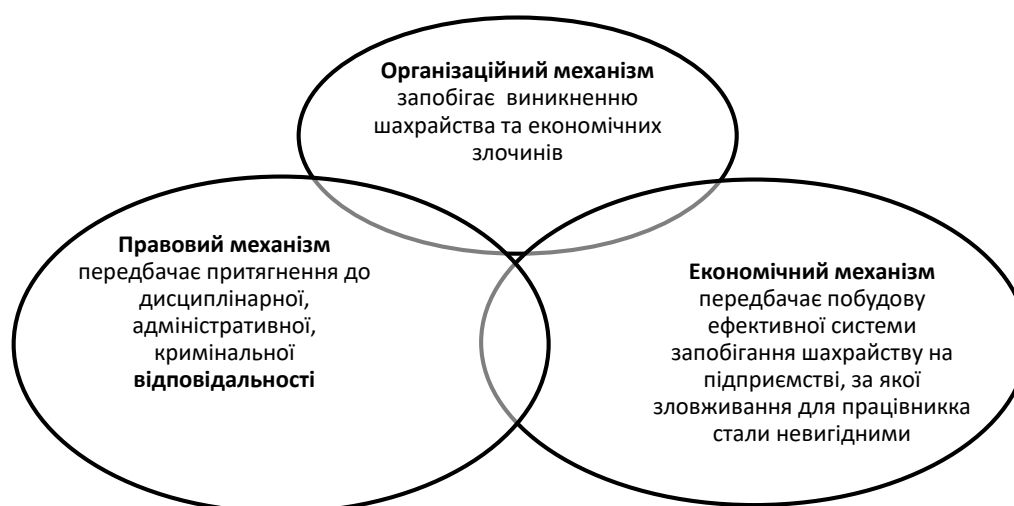 Організаційний механізм
запобігає виникненню
шахрайства та економічних
злочинів
Правовий механізм
передбачає притягнення до
дисциплінарної,
адміністративної,
кримінальної
відповідальності
Економічний механізм
передбачає побудову
ефективної системи
запобігання шахрайству на
підприємстві, за якої
зловживання для працівникка
стали невигідними